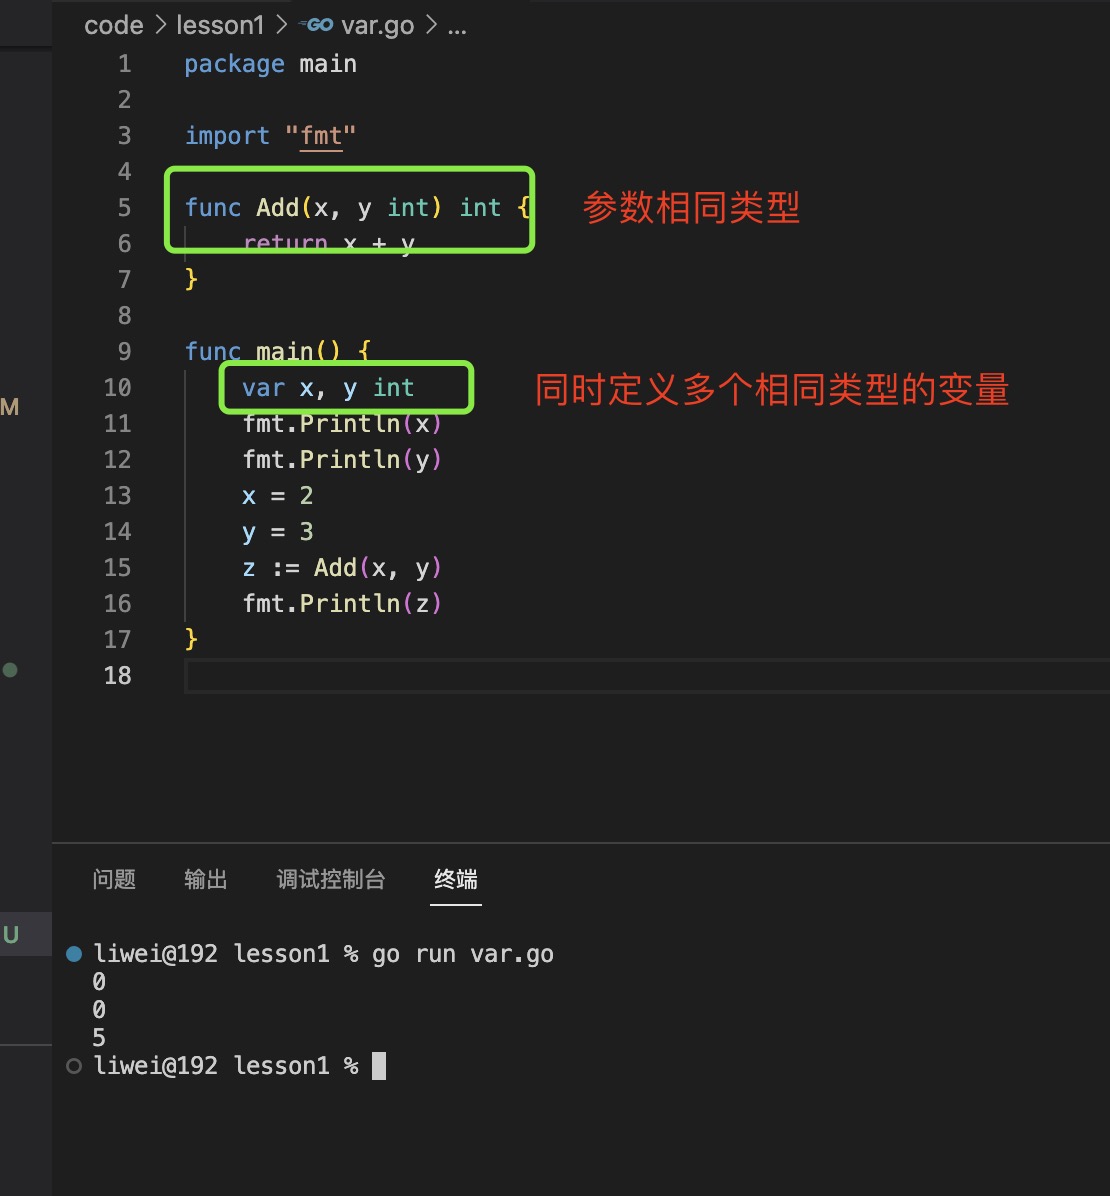 code > lesson1 > GO var.go > ...
1 package main
2
3 import "fmt"
4
5 func Add(x, y int) int { 参数相同类型
6 return x + y
7 }
8
9 func main() {
10 var x, y int 同时定义多个相同类型的变量
11 fmt.Println(x)
12 fmt.Println(y)
13 x = 2
14 y = 3
15 z := Add(x, y)
16 fmt.Println(z)
17 }
18
M
U
问题 输出 调试控制台 终端
liwei@192 lesson1 % go run var.go
0
0
5
liwei@192 lesson1 %